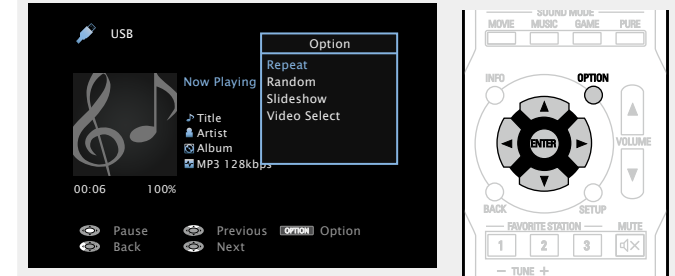 USB
Option
Repeat
Random
Slideshow
Video Select
Now Playing
Title
Artist
Album
MP3 128kbps
00:06 100%
Pause Previous OPTION Option
Back Next
SOUND MODE
MOVIE MUSIC GAME PURE
INFO OPTION
ENTER
VOLUME
BACK SETUP
FAVORITE STATION MUTE
1 2 3
− TUNE +